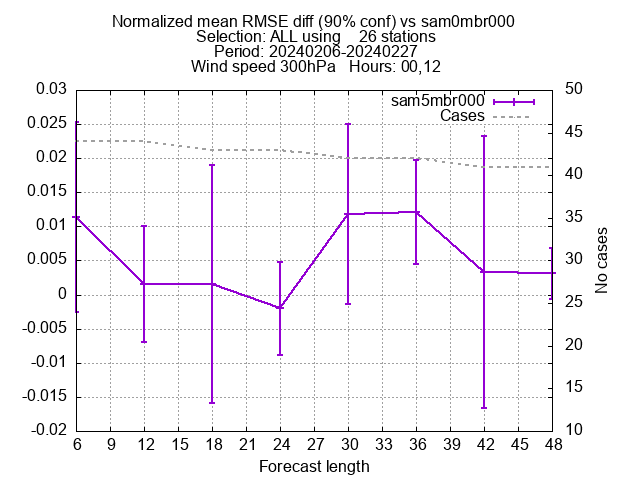 Normalized mean RMSE diff (90% conf) vs sam0mbr000
Selection: ALL using    26 stations
Period: 20240206-20240227
Wind speed 300hPa   Hours: 00,12
sam5mbr000
Cases
0.03
0.025
0.02
0.015
0.01
0.005
0
-0.005
-0.01
-0.015
-0.02
50
45
40
35
30
25
20
15
10
No cases
6 9 12 15 18 21 24 27 30 33 36 39 42 45 48
Forecast length